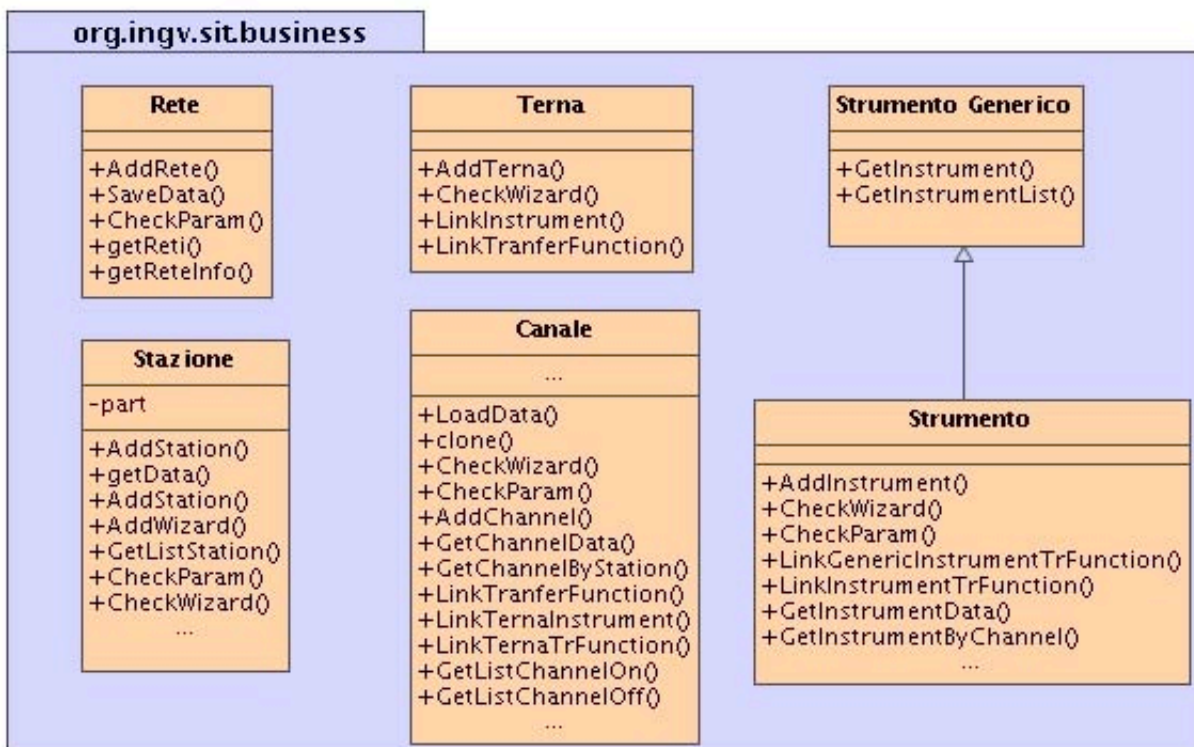 org.ingv.sit.business
Rete
+AddRete()
+SaveData()
+CheckParam()
+getReti()
+getReteInfo()
Terna
+AddTerna()
+CheckWizard()
+LinkInstrument()
+LinkTranferFunction()
Strumento Generico
+GetInstrument()
+GetInstrumentList()
Stazione
-part
+AddStation()
+getData()
+AddStation()
+AddWizard()
+GetListStation()
+CheckParam()
+CheckWizard()
...
Canale
...
+LoadData()
+clone()
+CheckWizard()
+CheckParam()
+AddChannel()
+GetChannelData()
+GetChannelByStation()
+LinkTranferFunction()
+LinkTernaInstrument()
+LinkTernaTrFunction()
+GetListChannelOn()
+GetListChannelOff()
...
Strumento
+AddInstrument()
+CheckWizard()
+CheckParam()
+LinkGenericInstrumentTrFunction()
+LinkInstrumentTrFunction()
+GetInstrumentData()
+GetInstrumentByChannel()
...